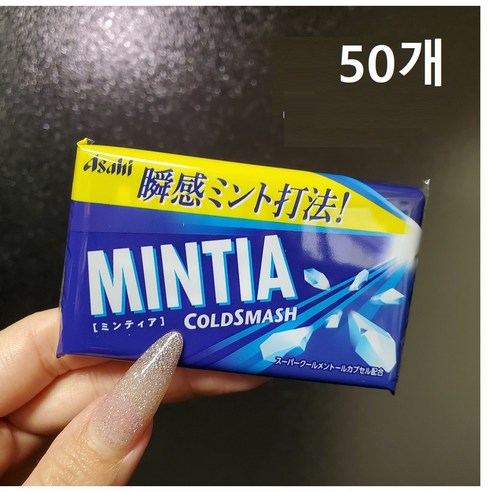 50개
Asahi
瞬感ミント打法!
MINTIA
[ミンティア] COLDSMASH
スーパークールメントールカプセル配合